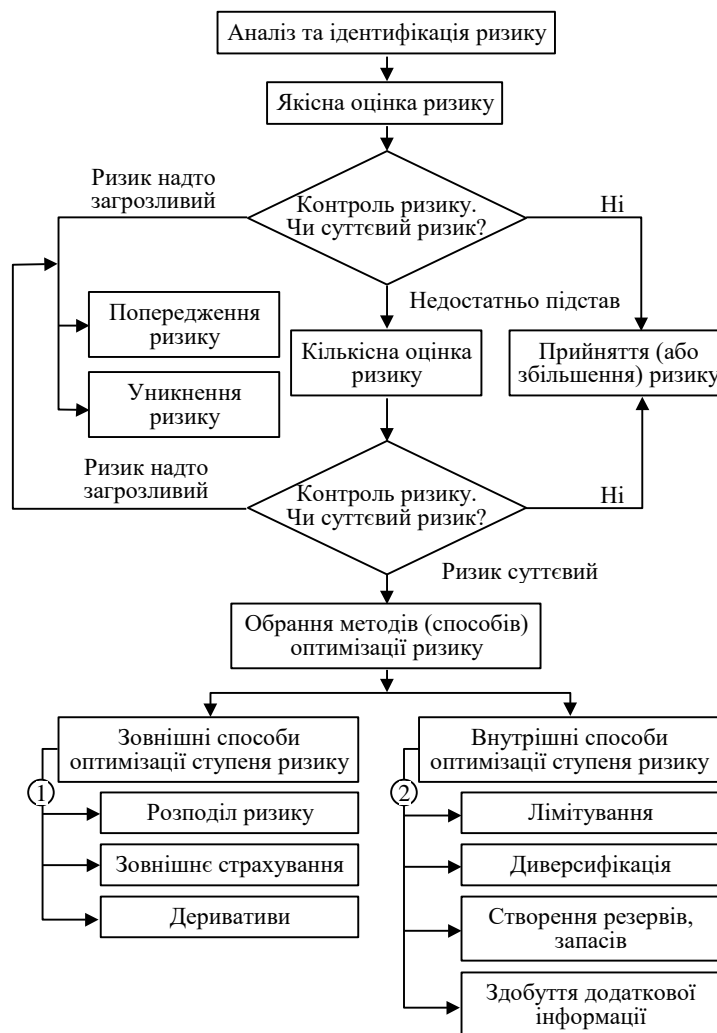 Аналіз та ідентифікація ризику
Якісна оцінка ризику
Ризик надто
загрозливий
Контроль ризику.
Чи суттєвий ризик?
Ні
Недостатньо підстав
Попередження
ризику
Кількісна оцінка
ризику
Прийняття (або
збільшення) ризику
Уникнення
ризику
Ризик надто
загрозливий
Контроль ризику.
Чи суттєвий ризик?
Ні
Ризик суттєвий
Обрання методів (способів)
оптимізації ризику
Зовнішні способи
оптимізації ступеня ризику
1
Розподіл ризику
Зовнішнє страхування
Деривативи
Внутрішні способи
оптимізації ступеня ризику
2
Лімітування
Диверсифікація
Створення резервів,
запасів
Здобуття додаткової
інформації